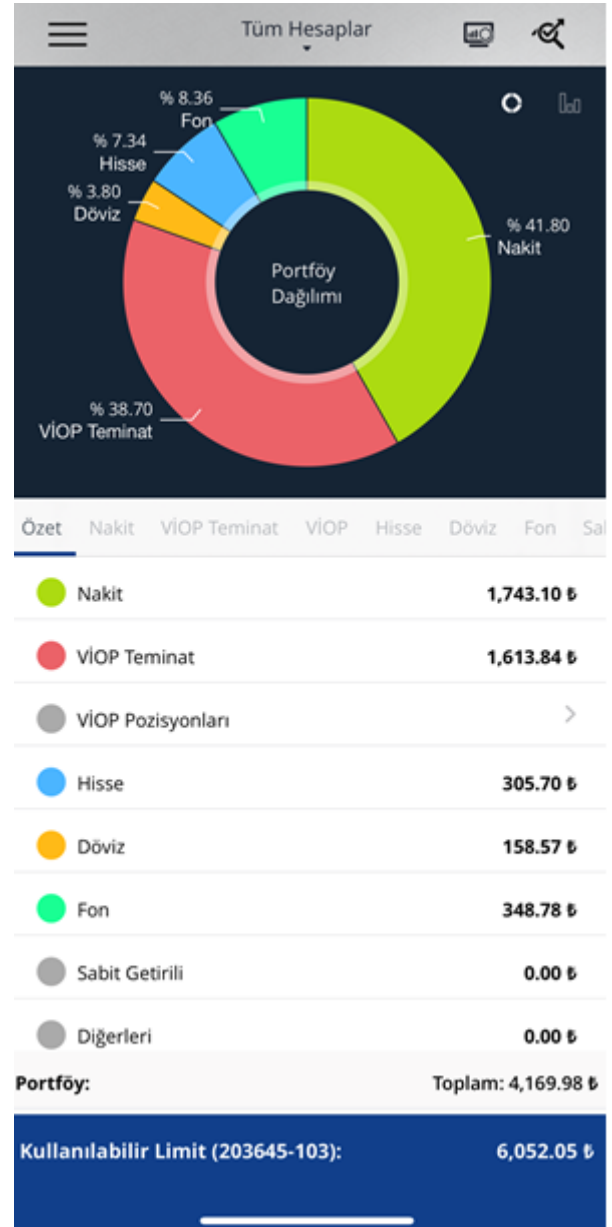 Tüm Hesaplar
% 8.36
Fon
% 7.34
Hisse
% 3.80
Döviz
% 41.80
Nakit
Portföy
Dağılımı
% 38.70
VİOP Teminat
Özet Nakit VİOP Teminat VİOP Hisse Döviz Fon Sal
Nakit 1,743.10 ₺
VİOP Teminat 1,613.84 ₺
VİOP Pozisyonları
Hisse 305.70 ₺
Döviz 158.57 ₺
Fon 348.78 ₺
Sabit Getirili 0.00 ₺
Diğerleri 0.00 ₺
Portföy: Toplam: 4,169.98 ₺
Kullanılabilir Limit (203645-103): 6,052.05 ₺